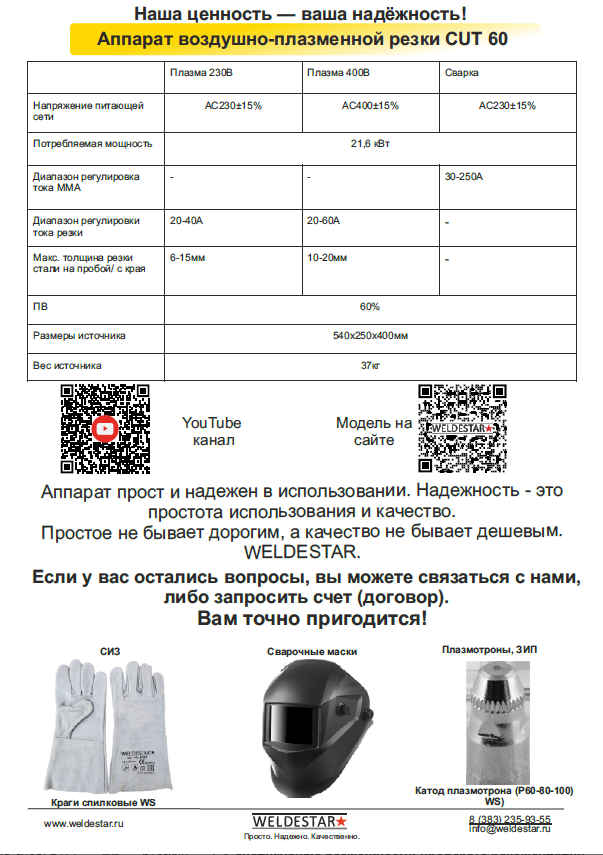 Наша ценность — ваша надёжность!
Аппарат воздушно-плазменной резки CUT 60
Плазма 230В Плазма 400В Сварка
Напряжение питающей сети AC230±15% AC400±15% AC230±15%
Потребляемая мощность 21,6 кВт
Диапазон регулировка тока ММА - - 30-250А
Диапазон регулировки тока резки 20-40А 20-60А -
Макс. толщина резки стали на пробой/ с края 6-15мм 10-20мм -
ПВ 60%
Размеры источника 540х250х400мм
Вес источника 37кг
YouTube
канал
Модель на
сайте
WELDESTAR
Аппарат прост и надежен в использовании. Надежность - это
простота использования и качество.
Простое не бывает дорогим, а качество не бывает дешевым.
WELDESTAR.
Если у вас остались вопросы, вы можете связаться с нами,
либо запросить счет (договор).
Вам точно пригодится!
СИЗ
Сварочные маски
Плазмотроны, ЗИП
WELDESTAR
Краги спилковые WS
Катод плазмотрона (P60-80-100)
WS)
www.weldestar.ru
WELDESTAR
Просто. Надежно. Качественно.
8 (383) 235-93-55
info@weldestar.ru